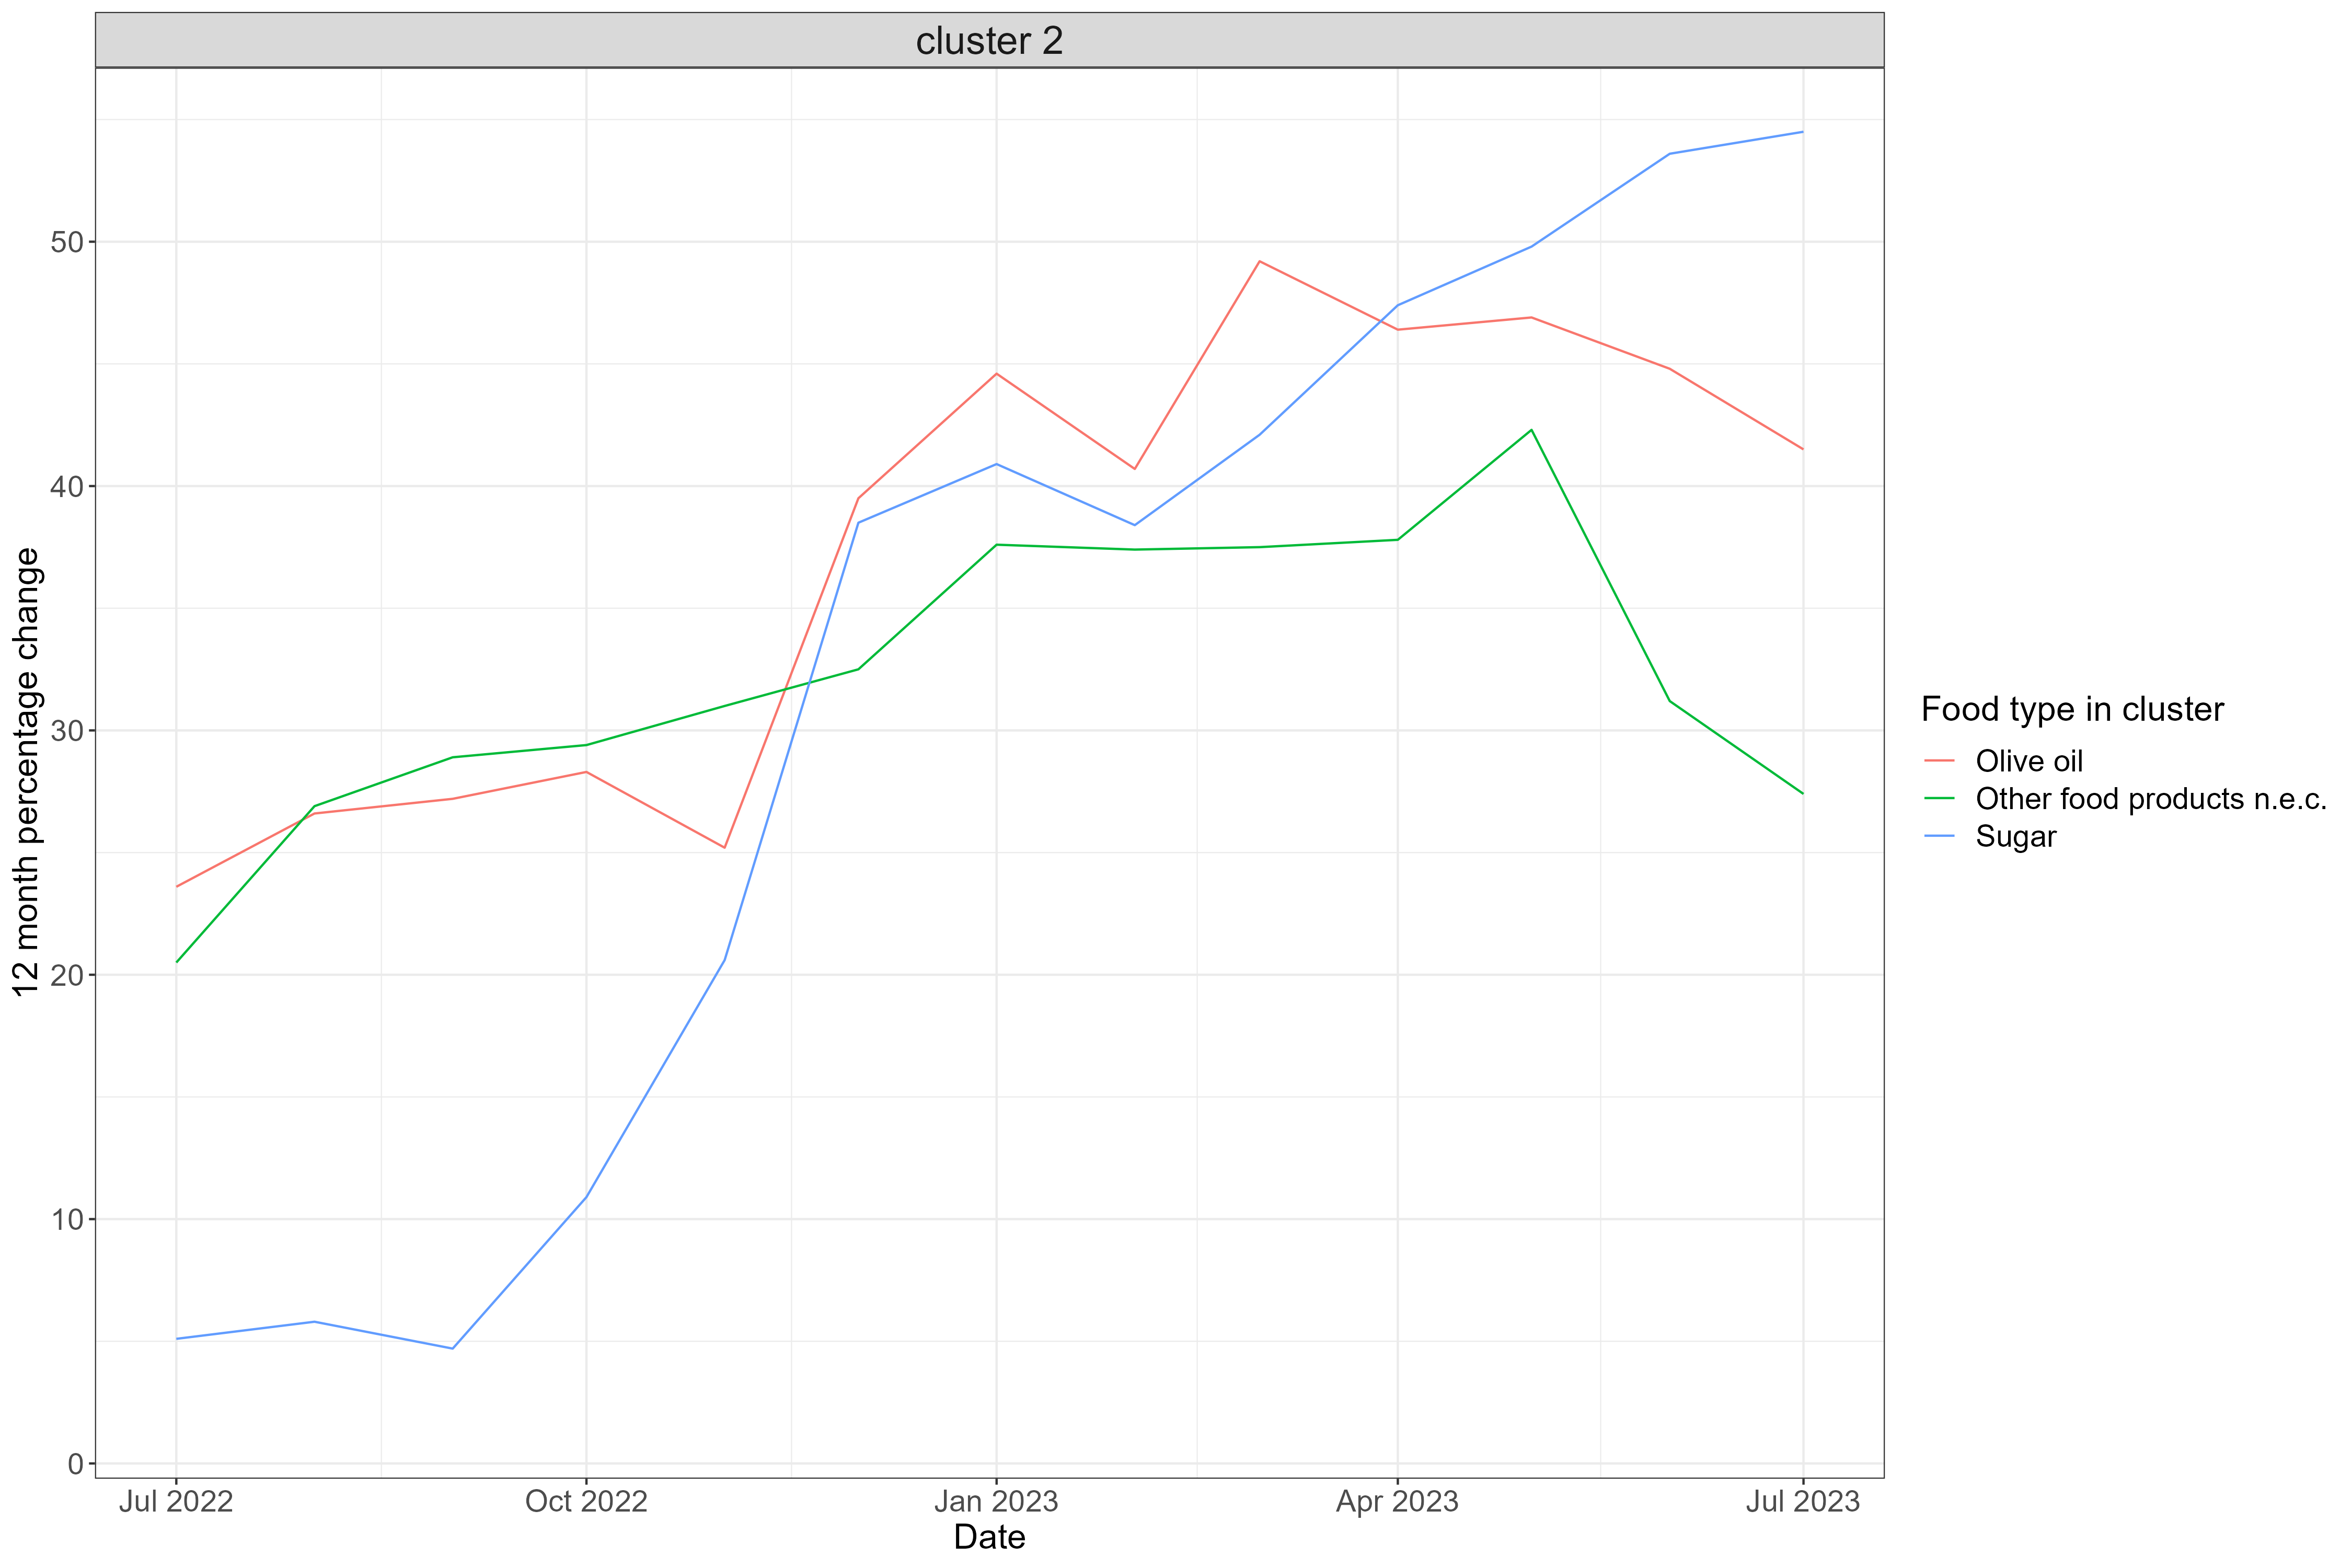 cluster 2
12 month percentage change
50
40
30
20
10
0
Jul 2022
Oct 2022
Jan 2023
Apr 2023
Jul 2023
Date
Food type in cluster
Olive oil
Other food products n.e.c.
Sugar